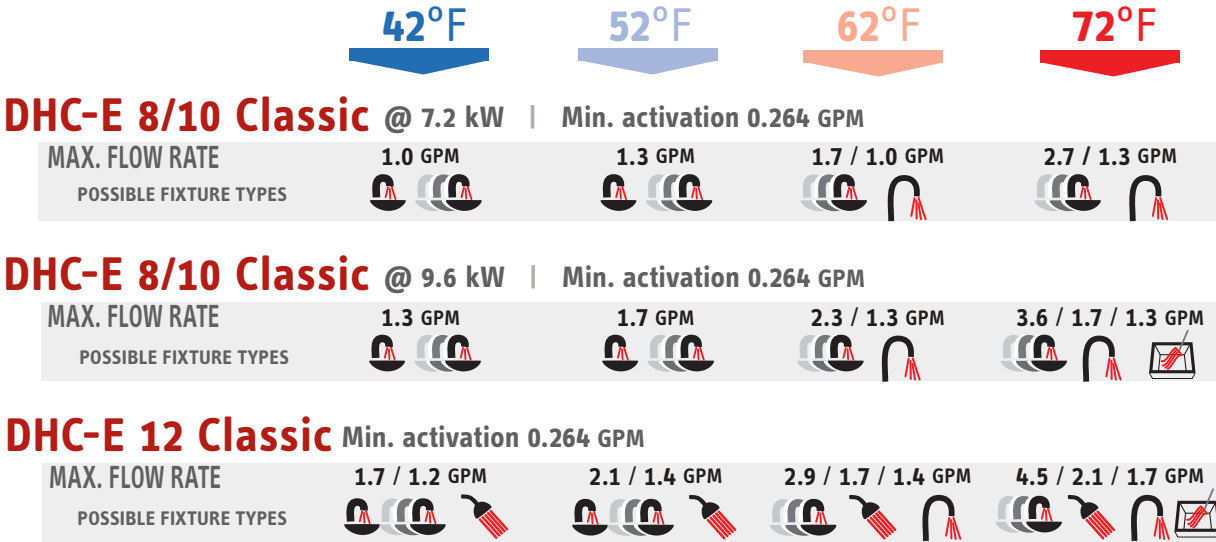 42°F 52°F 62°F 72°F
DHC-E 8/10 Classic @ 7.2 kW | Min. activation 0.264 GPM
MAX. FLOW RATE 1.0 GPM 1.3 GPM 1.7 / 1.0 GPM 2.7 / 1.3 GPM
POSSIBLE FIXTURE TYPES
DHC-E 8/10 Classic @ 9.6 kW | Min. activation 0.264 GPM
MAX. FLOW RATE 1.3 GPM 1.7 GPM 2.3 / 1.3 GPM 3.6 / 1.7 / 1.3 GPM
POSSIBLE FIXTURE TYPES
DHC-E 12 Classic Min. activation 0.264 GPM
MAX. FLOW RATE 1.7 / 1.2 GPM 2.1 / 1.4 GPM 2.9 / 1.7 / 1.4 GPM 4.5 / 2.1 / 1.7 GPM
POSSIBLE FIXTURE TYPES